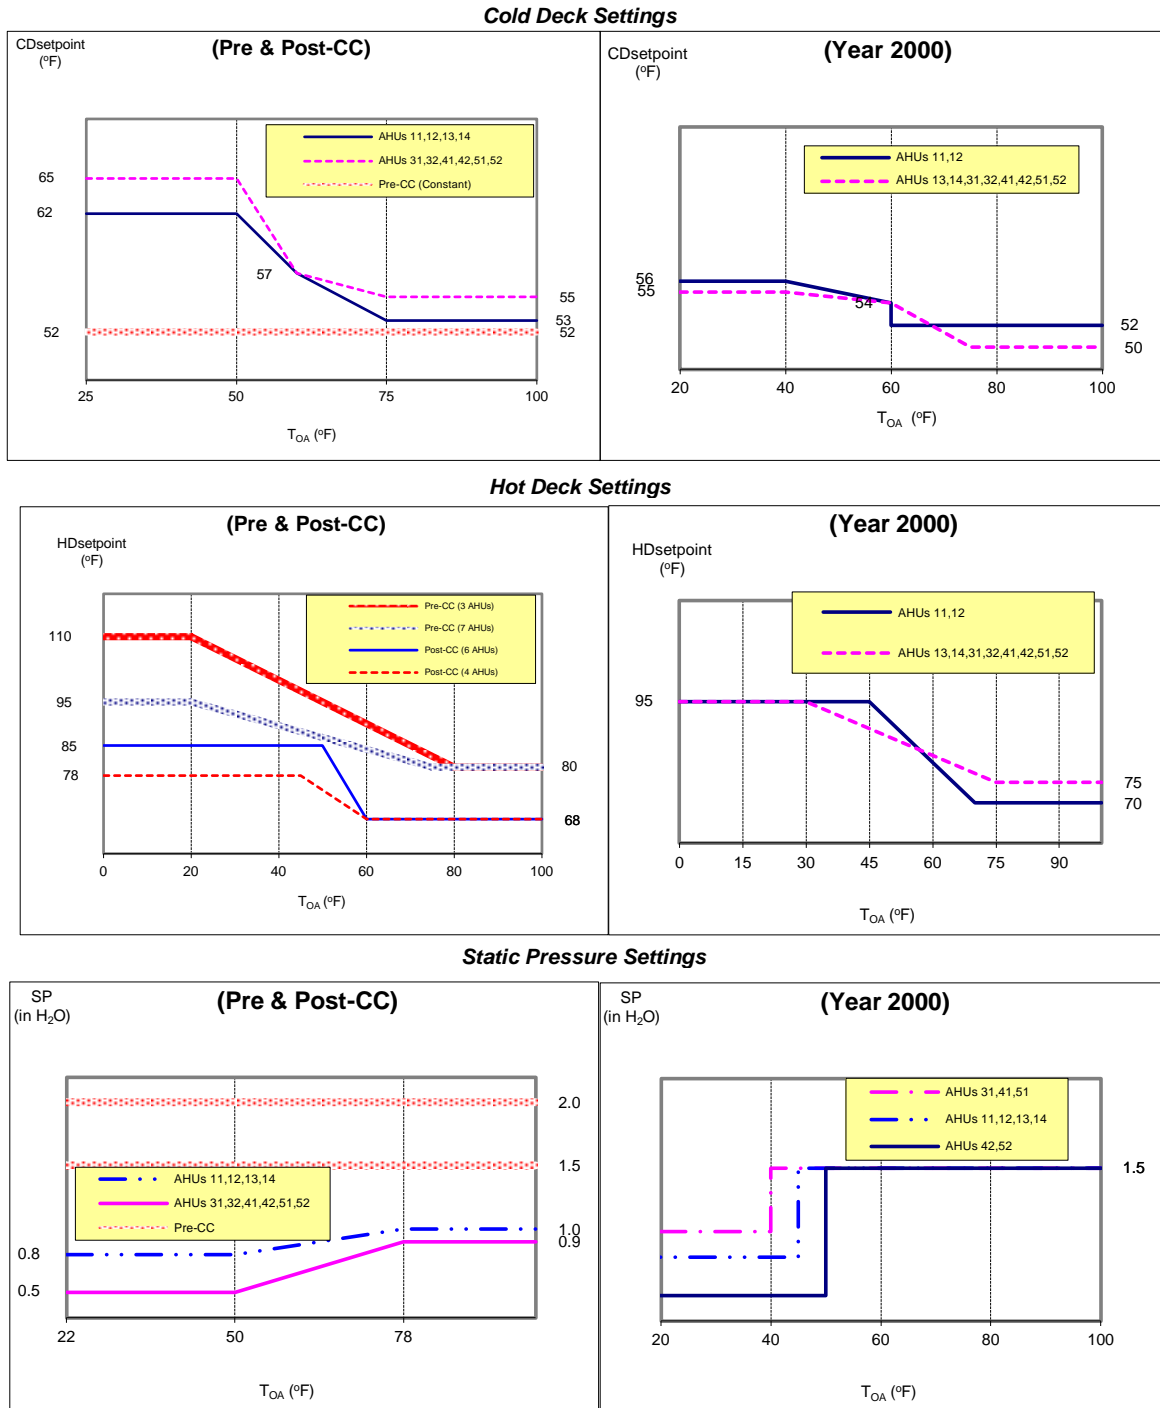 Cold Deck Settings
(Pre & Post-CC)
CDsetpoint
(ºF)
AHUs 11,12,13,14
AHUs 31,32,41,42,51,52
Pre-CC (Constant)
65
62
57
55
53
52
52
25
50
75
100
TOA (ºF)
(Year 2000)
CDsetpoint
(ºF)
AHUs 11,12
AHUs 13,14,31,32,41,42,51,52
56
55
54
52
50
20
40
60
80
100
TOA (ºF)
Hot Deck Settings
(Pre & Post-CC)
HDsetpoint
(ºF)
Pre-CC (3 AHUs)
Pre-CC (7 AHUs)
Post-CC (6 AHUs)
Post-CC (4 AHUs)
110
95
85
78
80
68
0
20
40
60
80
100
TOA (ºF)
(Year 2000)
HDsetpoint
(ºF)
AHUs 11,12
AHUs 13,14,31,32,41,42,51,52
95
75
70
0
15
30
45
60
75
90
TOA (ºF)
Static Pressure Settings
(Pre & Post-CC)
SP
(in H2O)
2.0
1.5
AHUs 11,12,13,14
AHUs 31,32,41,42,51,52
Pre-CC
1.0
0.9
0.8
0.5
22
50
78
TOA (ºF)
(Year 2000)
SP
(in H2O)
AHUs 31,41,51
AHUs 11,12,13,14
AHUs 42,52
1.5
20
40
60
80
100
TOA (ºF)